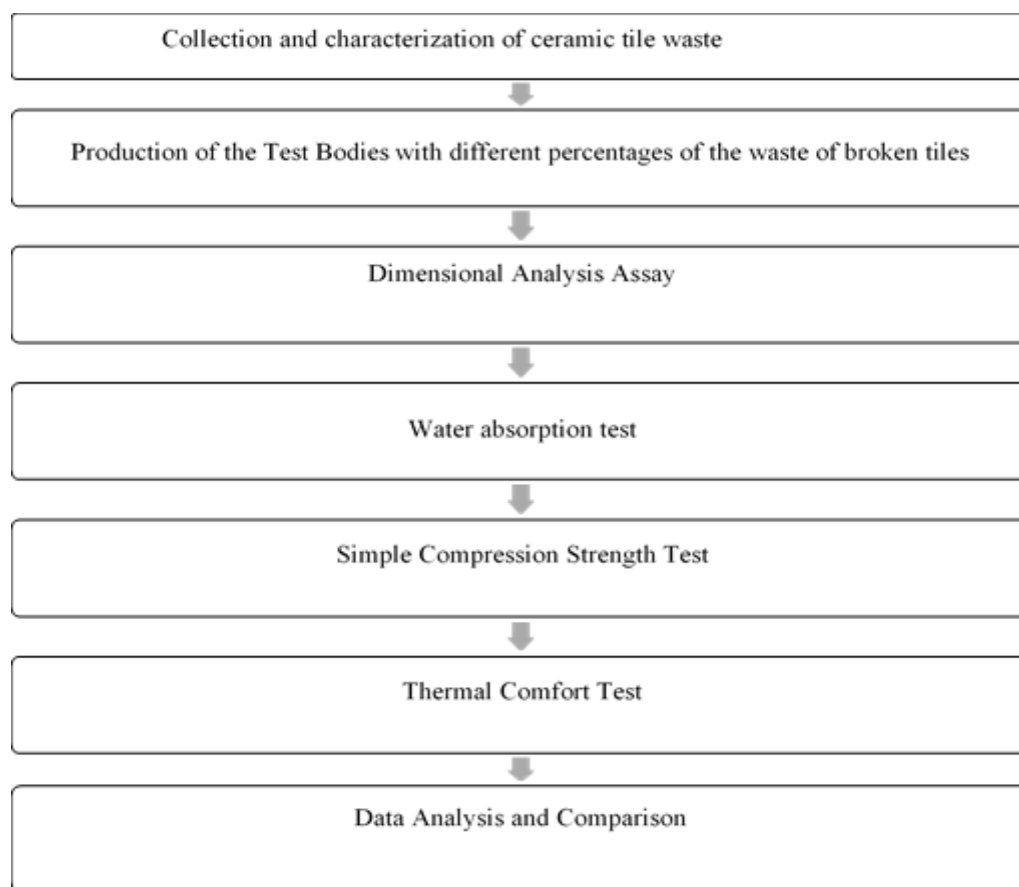 Collection and characterization of ceramic tile waste
Production of the Test Bodies with different percentages of the waste of broken tiles
Dimensional Analysis Assay
Water absorption test
Simple Compression Strength Test
Thermal Comfort Test
Data Analysis and Comparison